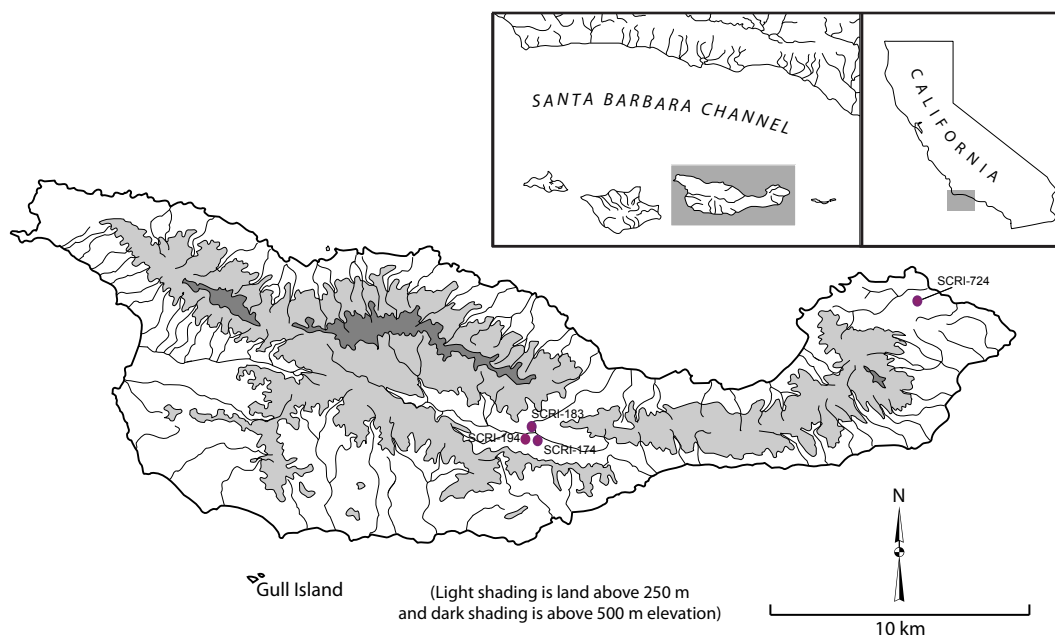 SANTA BARBARA CHANNEL
CALIFORNIA
SCRI-724
SCRI-183
SCRI-194
SCRI-174
N
Gull Island
(Light shading is land above 250 m
and dark shading is above 500 m elevation)
10 km